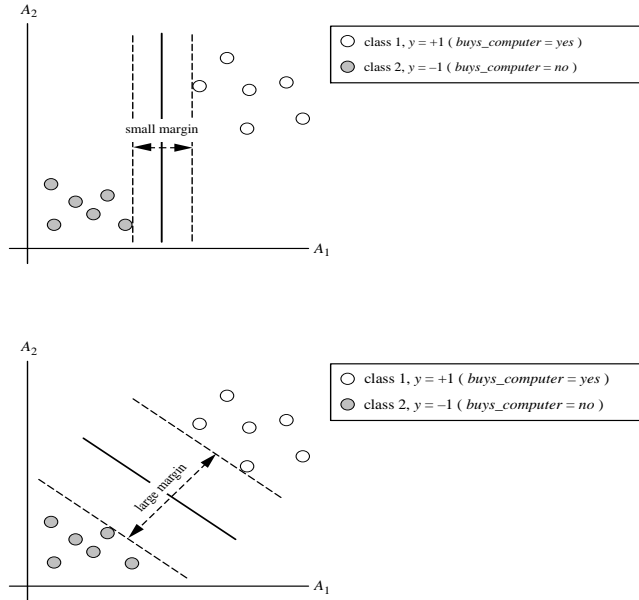 A2
class 1, y = +1 ( buys_computer = yes )
class 2, y = –1 ( buys_computer = no )
small margin
A1
A2
class 1, y = +1 ( buys_computer = yes )
class 2, y = –1 ( buys_computer = no )
large margin
A1